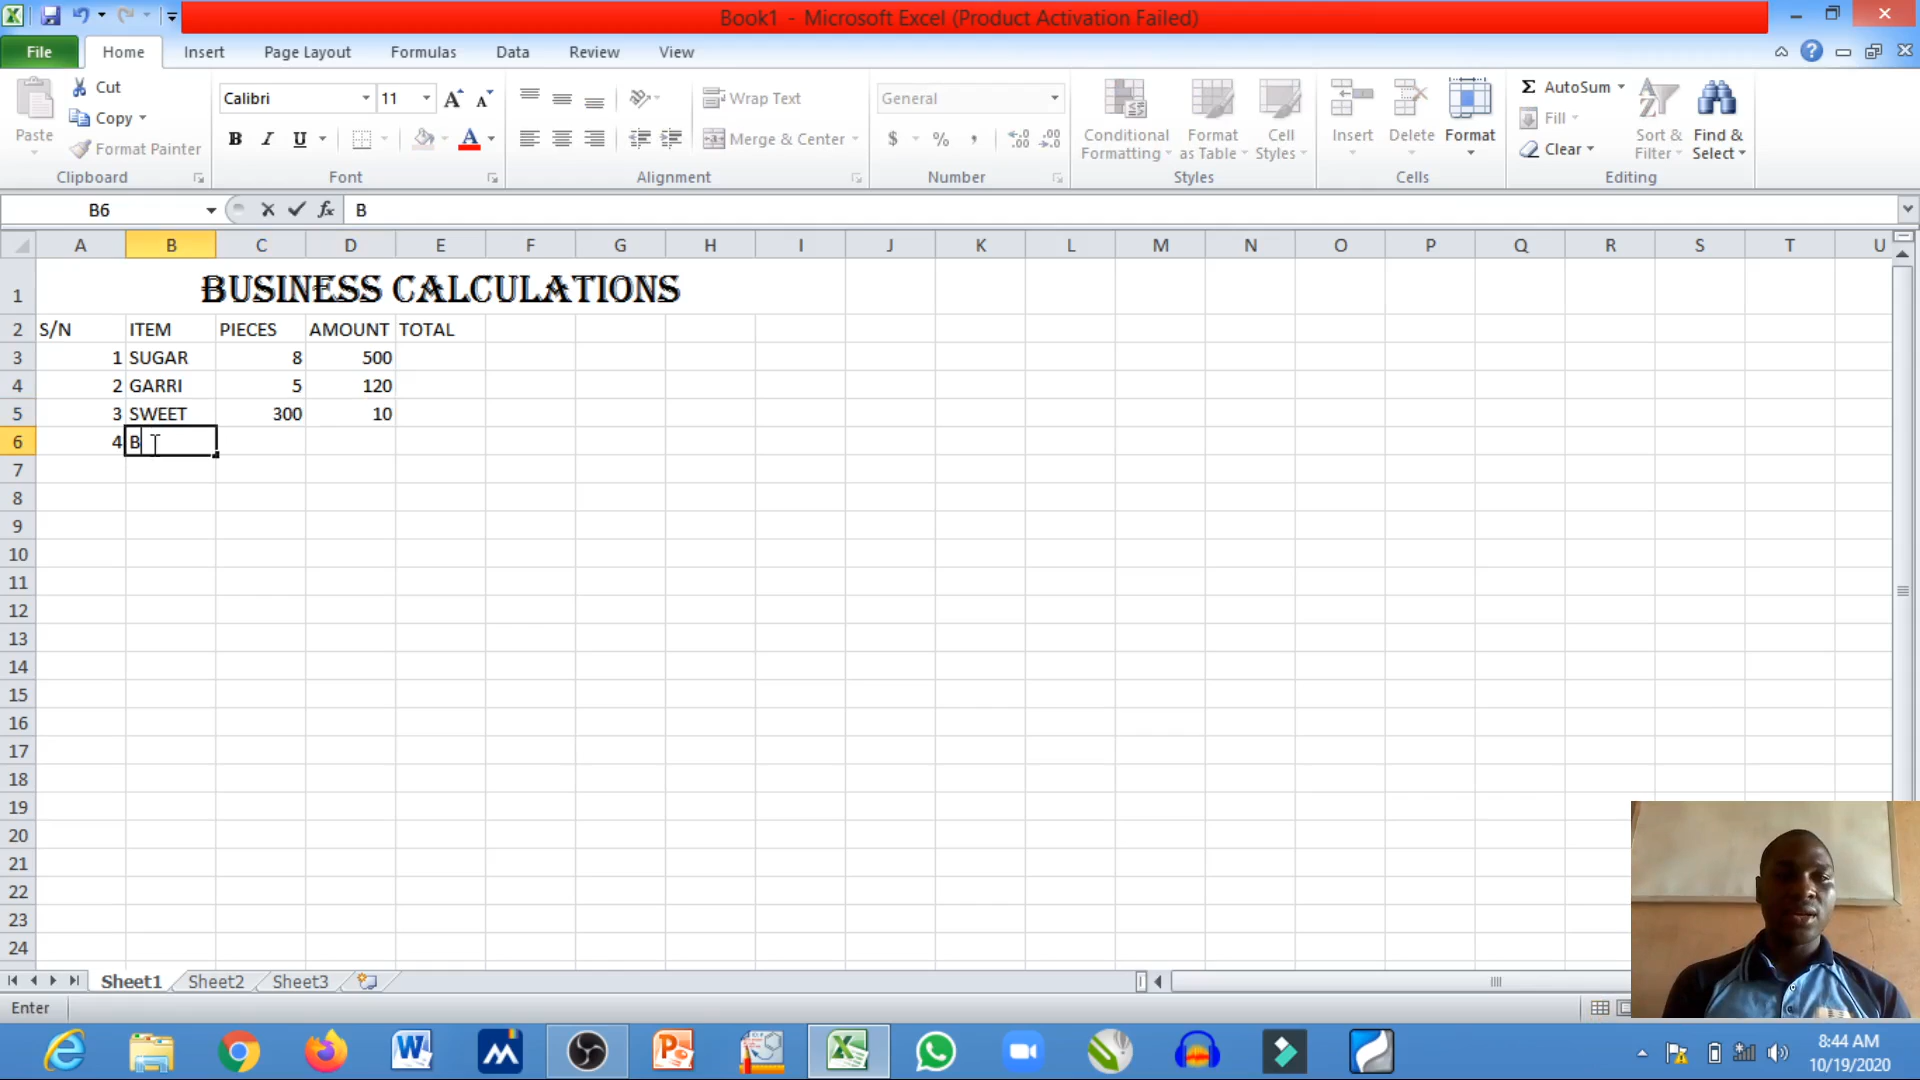 Book1 - Microsoft Excel (Product Activation Failed)
File Home Insert Page Layout Formulas Data Review View
Paste Cut Copy Format Painter
Calibri 11 A A B I U A
Wrap Text Merge & Center
General $ % ,
Conditional Formatting Format as Table Cell Styles
Insert Delete Format
Σ AutoSum Fill Clear Sort & Filter Find & Select
Clipboard Font Alignment Number Styles Cells Editing
B6 fx B
A B C D E F G H I J K L M N O P Q R S T U
1 BUSINESS CALCULATIONS
2 S/N ITEM PIECES AMOUNT TOTAL
3 1 SUGAR 8 500
4 2 GARRI 5 120
5 3 SWEET 300 10
6 4 B
7
8
9
10
11
12
13
14
15
16
17
18
19
20
21
22
23
24
Sheet1 Sheet2 Sheet3
Enter
8:44 AM
10/19/2020